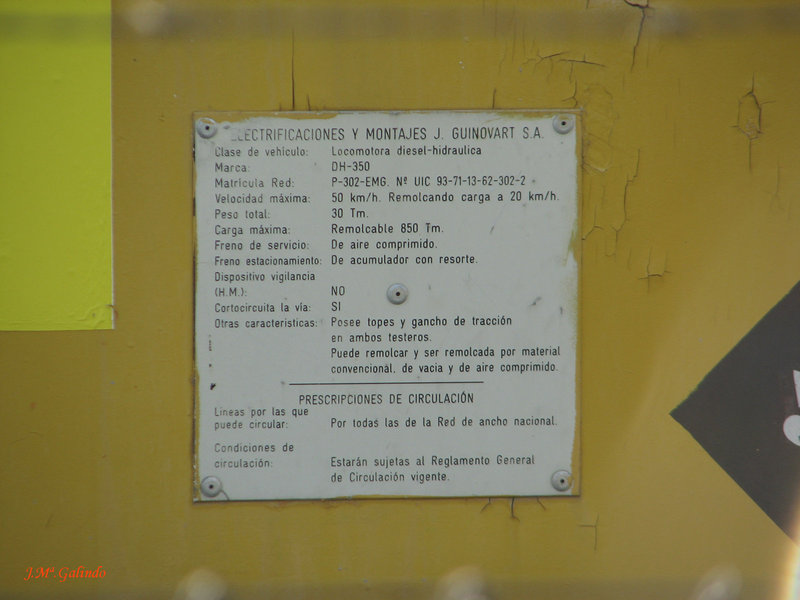 ELECTRIFICACIONES Y MONTAJES J. GUINOVART S.A.
Clase de vehículo: Locomotora diesel-hidraulica
Marca: DH-350
Matrícula Red: P-302-EMG. Nº UIC 93-71-13-62-302-2
Velocidad máxima: 50 km/h. Remolcando carga a 20 km/h.
Peso total: 30 Tm.
Carga máxima: Remolcable 850 Tm.
Freno de servicio: De aire comprimido.
Freno estacionamiento: De acumulador con resorte.
Dispositivo vigilancia
(H.M.): NO
Cortocircuita la vía: SI
Otras caracteristicas: Posee topes y gancho de tracción
en ambos testeros.
Puede remolcar y ser remolcada por material
convencional, de vacia y de aire comprimido.
PRESCRIPCIONES DE CIRCULACIÓN
Lineas por las que
puede circular: Por todas las de la Red de ancho nacional.
Condiciones de
circulación: Estarán sujetas al Reglamento General
de Circulación vigente.
J.Mª.Galindo